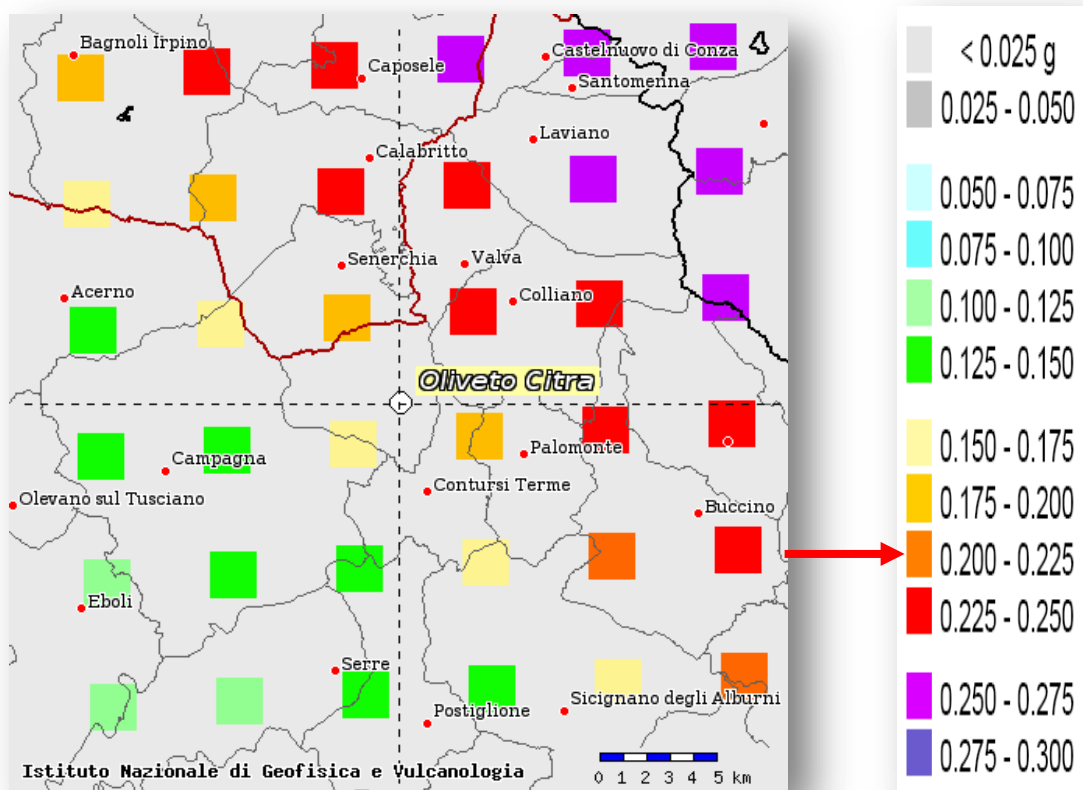 Bagnoli Irpino
Castelnuovo di Conza
Caposele
Santomenna
Laviano
Calabritto
Senerchia
Valva
Acerno
Colliano
Oliveto Citra
Palomonte
Campagna
Contursi Terme
Olevano sul Tusciano
Buccino
Eboli
Serre
Postiglione
Sicignano degli Alburni
Istituto Nazionale di Geofisica e Vulcanologia
0 1 2 3 4 5 km
< 0.025 g
0.025 - 0.050
0.050 - 0.075
0.075 - 0.100
0.100 - 0.125
0.125 - 0.150
0.150 - 0.175
0.175 - 0.200
0.200 - 0.225
0.225 - 0.250
0.250 - 0.275
0.275 - 0.300